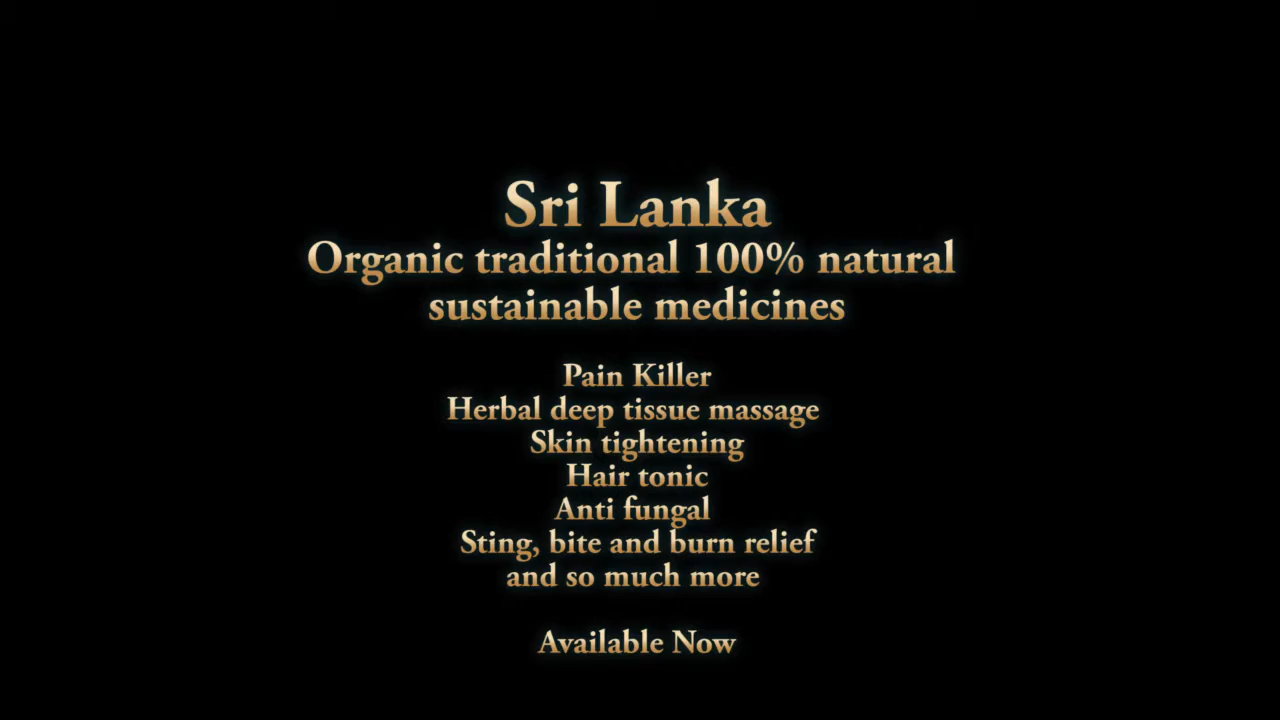 Sri Lanka
Organic traditional 100% natural
sustainable medicines
Pain Killer
Herbal deep tissue massage
Skin tightening
Hair tonic
Anti fungal
Sting, bite and burn relief
and so much more
Available Now